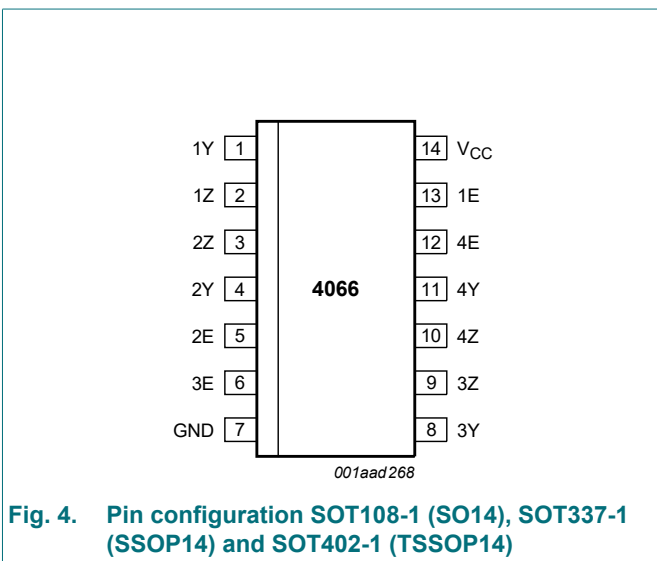 1Y 1 14 VCC
1Z 2 13 1E
2Z 3 12 4E
2Y 4 4066 11 4Y
2E 5 10 4Z
3E 6 9 3Z
GND 7 8 3Y
001aad268
Fig. 4. Pin configuration SOT108-1 (SO14), SOT337-1
(SSOP14) and SOT402-1 (TSSOP14)